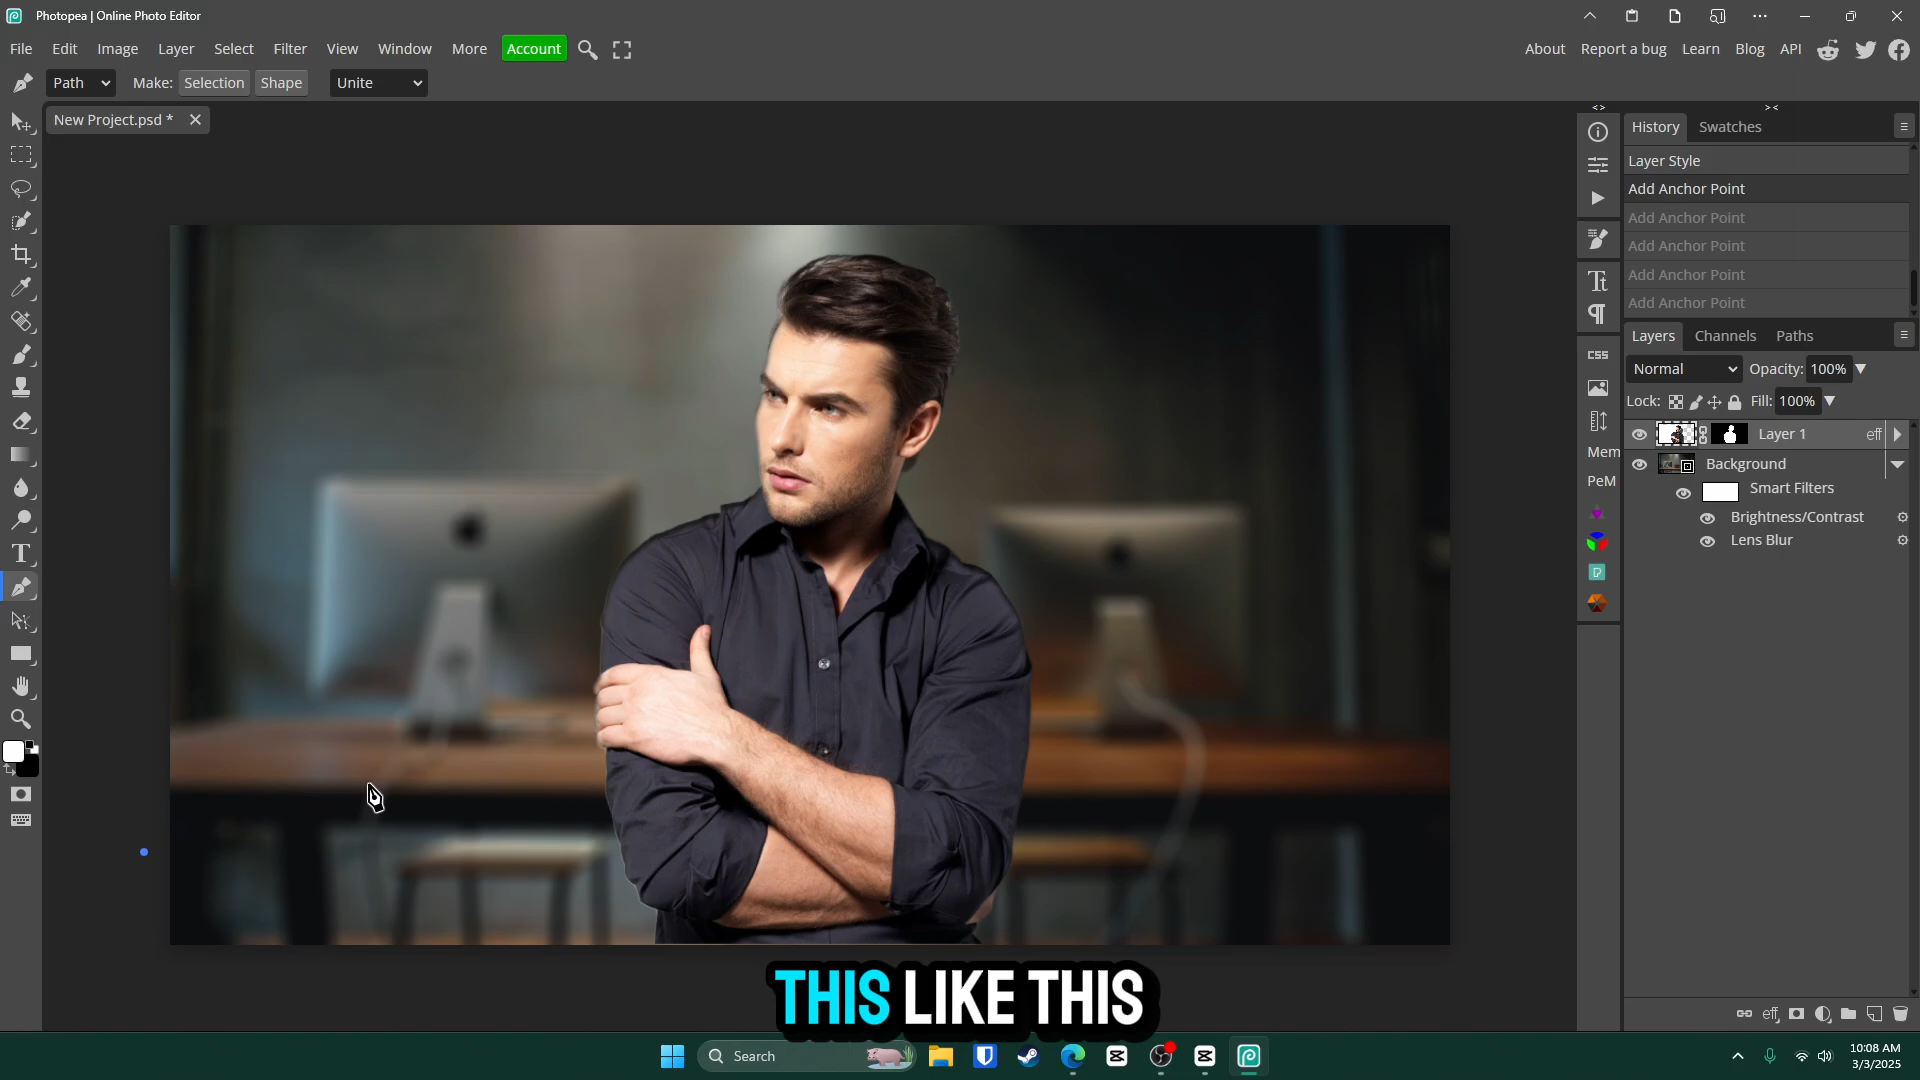 Photopea | Online Photo Editor
File Edit Image Layer Select Filter View Window More Account
About Report a bug Learn Blog API
Path Make: Selection Shape Unite
New Project.psd *
History Swatches
Layer Style
Add Anchor Point
Add Anchor Point
Add Anchor Point
Add Anchor Point
Add Anchor Point
Layers Channels Paths
Normal Opacity: 100%
Lock: Fill: 100%
Layer 1 eff
Background
Smart Filters
Brightness/Contrast
Lens Blur
CSS
Mem
PeM
eff
THIS LIKE THIS
Search
10:08 AM
3/3/2025